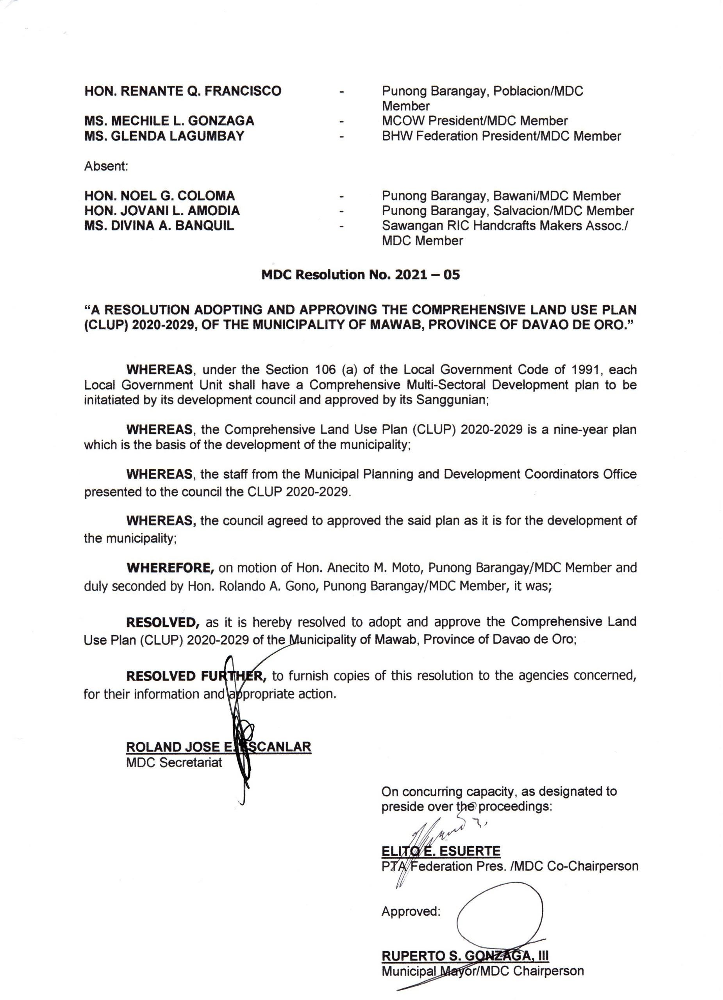 HON. RENANTE Q. FRANCISCO - Punong Barangay, Poblacion/MDC
Member
MS. MECHILE L. GONZAGA - MCOW President/MDC Member
MS. GLENDA LAGUMBAY - BHW Federation President/MDC Member
Absent:
HON. NOEL G. COLOMA - Punong Barangay, Bawani/MDC Member
HON. JOVANI L. AMODIA - Punong Barangay, Salvacion/MDC Member
MS. DIVINA A. BANQUIL - Sawangan RIC Handcrafts Makers Assoc./
MDC Member
MDC Resolution No. 2021 – 05
“A RESOLUTION ADOPTING AND APPROVING THE COMPREHENSIVE LAND USE PLAN
(CLUP) 2020-2029, OF THE MUNICIPALITY OF MAWAB, PROVINCE OF DAVAO DE ORO.”
WHEREAS, under the Section 106 (a) of the Local Government Code of 1991, each
Local Government Unit shall have a Comprehensive Multi-Sectoral Development plan to be
initatiated by its development council and approved by its Sanggunian;
WHEREAS, the Comprehensive Land Use Plan (CLUP) 2020-2029 is a nine-year plan
which is the basis of the development of the municipality;
WHEREAS, the staff from the Municipal Planning and Development Coordinators Office
presented to the council the CLUP 2020-2029.
WHEREAS, the council agreed to approved the said plan as it is for the development of
the municipality;
WHEREFORE, on motion of Hon. Anecito M. Moto, Punong Barangay/MDC Member and
duly seconded by Hon. Rolando A. Gono, Punong Barangay/MDC Member, it was;
RESOLVED, as it is hereby resolved to adopt and approve the Comprehensive Land
Use Plan (CLUP) 2020-2029 of the Municipality of Mawab, Province of Davao de Oro;
RESOLVED FURTHER, to furnish copies of this resolution to the agencies concerned,
for their information and appropriate action.
ROLAND JOSE E. ESCANLAR
MDC Secretariat
On concurring capacity, as designated to
preside over the proceedings:
ELITO E. ESUERTE
PTA Federation Pres. /MDC Co-Chairperson
Approved:
RUPERTO S. GONZAGA, III
Municipal Mayor/MDC Chairperson